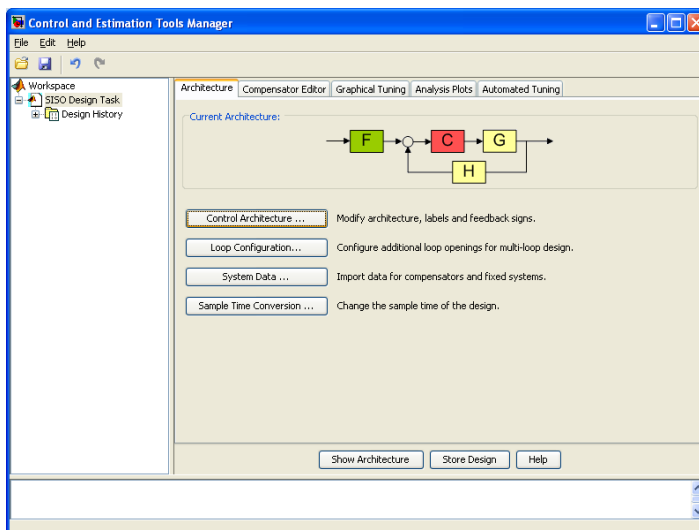 Control and Estimation Tools Manager
File Edit Help
Workspace
SISO Design Task
Design History
Architecture Compensator Editor Graphical Tuning Analysis Plots Automated Tuning
Current Architecture:
F C G
H
Control Architecture ... Modify architecture, labels and feedback signs.
Loop Configuration... Configure additional loop openings for multi-loop design.
System Data ... Import data for compensators and fixed systems.
Sample Time Conversion ... Change the sample time of the design.
Show Architecture Store Design Help